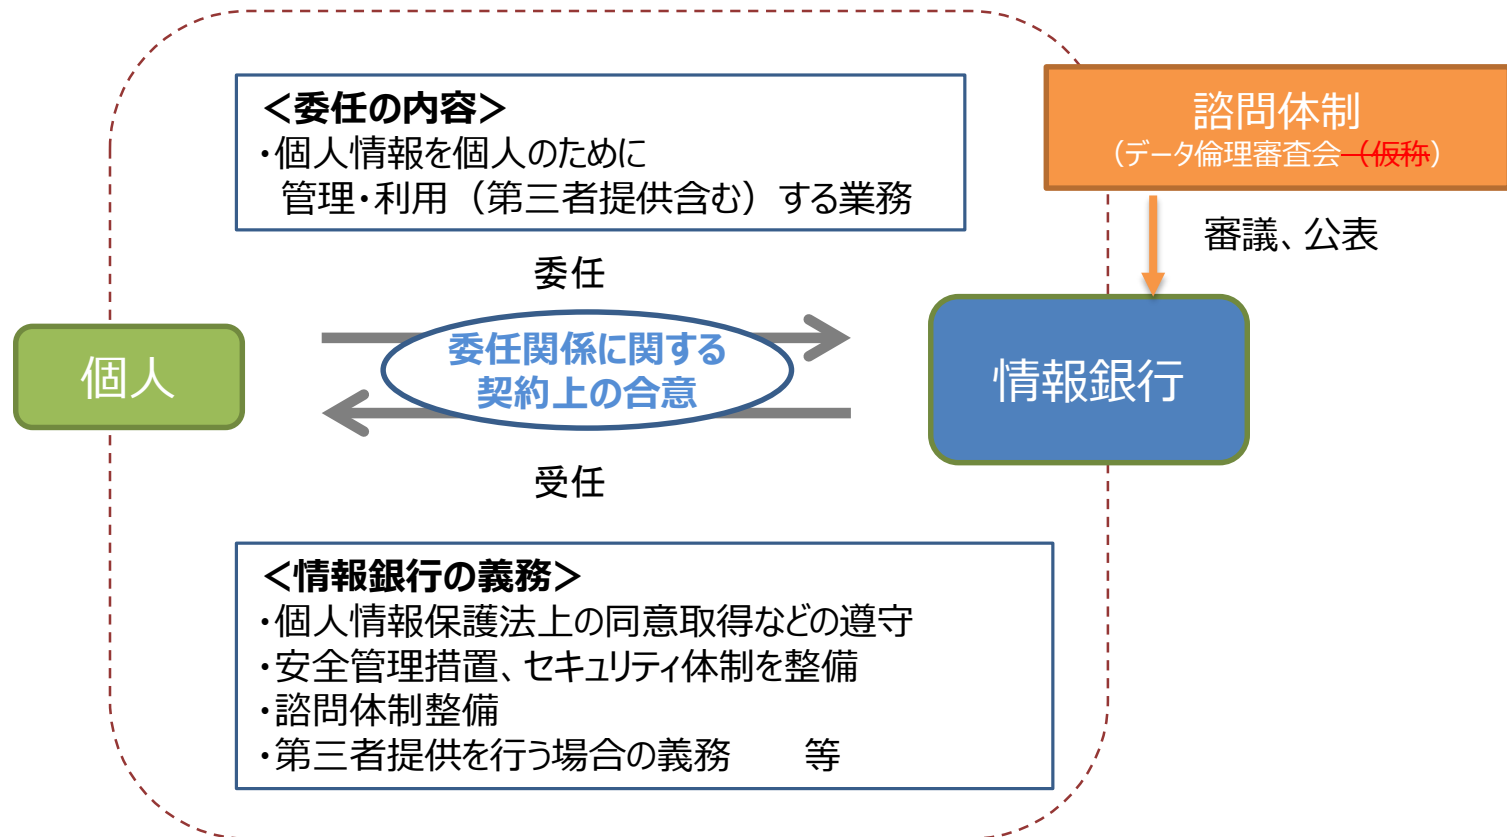 ＜委任の内容＞
・個人情報を個人のために
管理・利用（第三者提供含む）する業務
諮問体制
（データ倫理審査会（仮称）
審議、公表
委任
個人
委任関係に関する
契約上の合意
情報銀行
受任
＜情報銀行の義務＞
・個人情報保護法上の同意取得などの遵守
・安全管理措置、セキュリティ体制を整備
・諮問体制整備
・第三者提供を行う場合の義務　　等